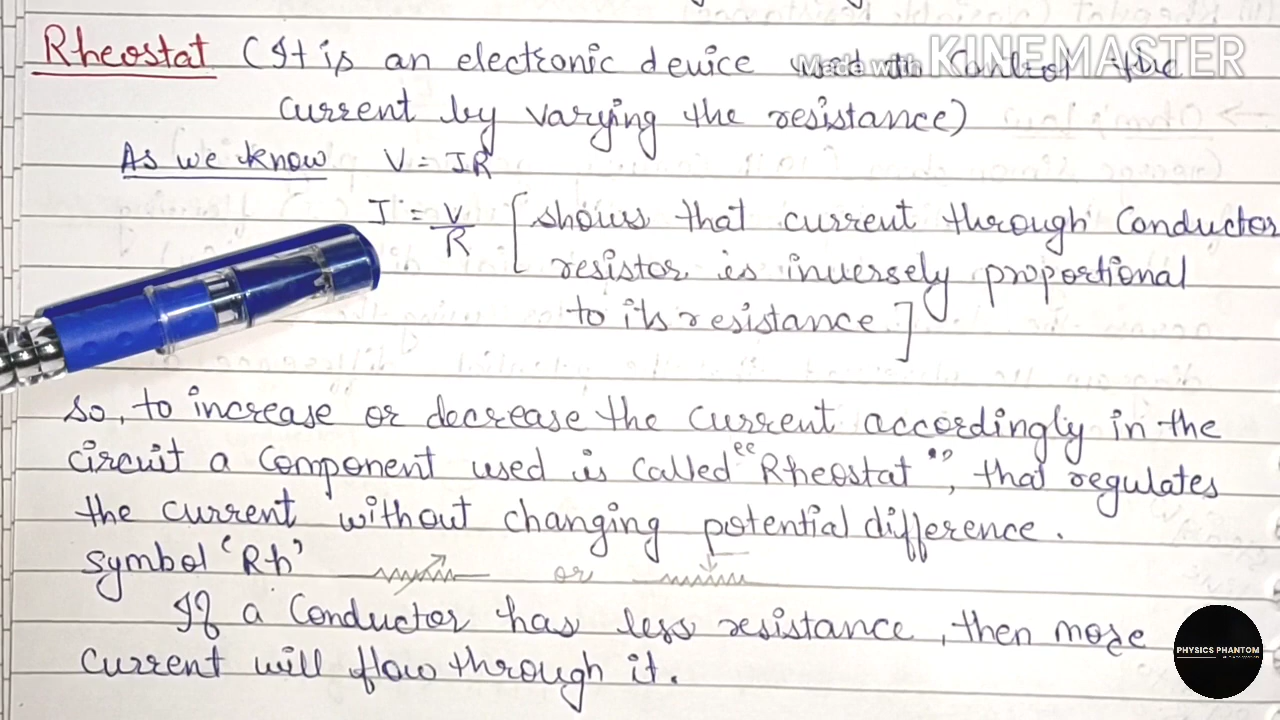 Rheostat (It is an electronic device used to Control the
Made with KINEMASTER
current by varying the resistance)
As we know V = IR
I = V/R [shows that current through Conductor
resistor is inversely proportional
to its resistance]
so, to increase or decrease the current accordingly in the
circuit a component used is called "Rheostat", that regulates
the current without changing potential difference.
symbol 'Rh' or
If a Conductor has less resistance, then more
current will flow through it.
PHYSICS PHANTOM